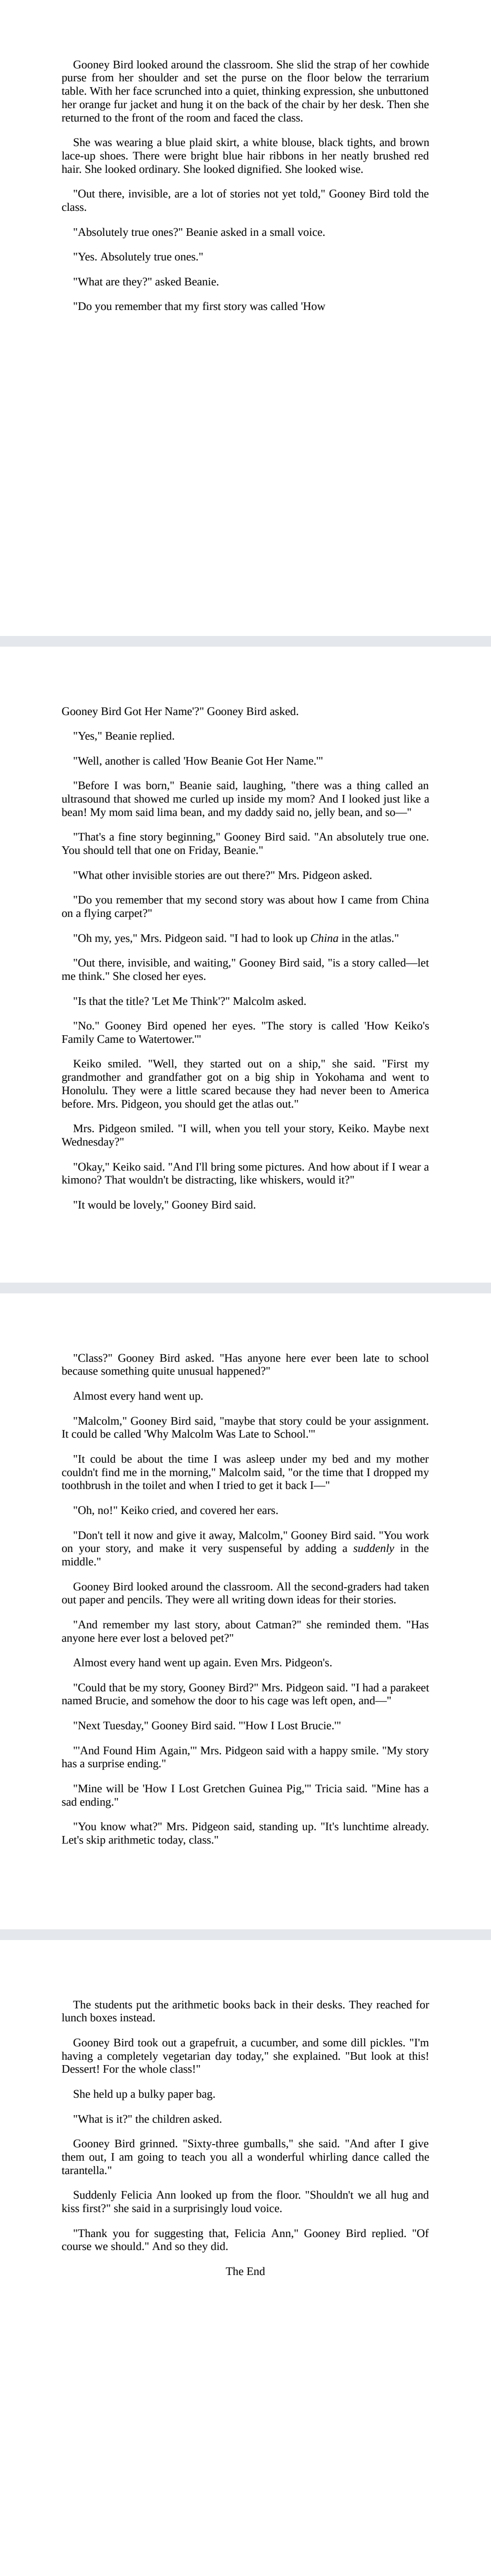 Gooney Bird looked around the classroom. She slid the strap of her cowhide
purse from her shoulder and set the purse on the floor below the terrarium
table. With her face scrunched into a quiet, thinking expression, she unbuttoned
her orange fur jacket and hung it on the back of the chair by her desk. Then she
returned to the front of the room and faced the class.
She was wearing a blue plaid skirt, a white blouse, black tights, and brown
lace-up shoes. There were bright blue hair ribbons in her neatly brushed red
hair. She looked ordinary. She looked dignified. She looked wise.
"Out there, invisible, are a lot of stories not yet told," Gooney Bird told the
class.
"Absolutely true ones?" Beanie asked in a small voice.
"Yes. Absolutely true ones."
"What are they?" asked Beanie.
"Do you remember that my first story was called 'How
Gooney Bird Got Her Name'?" Gooney Bird asked.
"Yes," Beanie replied.
"Well, another is called 'How Beanie Got Her Name.'"
"Before I was born," Beanie said, laughing, "there was a thing called an
ultrasound that showed me curled up inside my mom? And I looked just like a
bean! My mom said lima bean, and my daddy said no, jelly bean, and so—"
"That's a fine story beginning," Gooney Bird said. "An absolutely true one.
You should tell that one on Friday, Beanie."
"What other invisible stories are out there?" Mrs. Pidgeon asked.
"Do you remember that my second story was about how I came from China
on a flying carpet?"
"Oh my, yes," Mrs. Pidgeon said. "I had to look up China in the atlas."
"Out there, invisible, and waiting," Gooney Bird said, "is a story called—let
me think." She closed her eyes.
"Is that the title? 'Let Me Think'?" Malcolm asked.
"No." Gooney Bird opened her eyes. "The story is called 'How Keiko's
Family Came to Watertower.'"
Keiko smiled. "Well, they started out on a ship," she said. "First my
grandmother and grandfather got on a big ship in Yokohama and went to
Honolulu. They were a little scared because they had never been to America
before. Mrs. Pidgeon, you should get the atlas out."
Mrs. Pidgeon smiled. "I will, when you tell your story, Keiko. Maybe next
Wednesday?"
"Okay," Keiko said. "And I'll bring some pictures. And how about if I wear a
kimono? That wouldn't be distracting, like whiskers, would it?"
"It would be lovely," Gooney Bird said.
"Class?" Gooney Bird asked. "Has anyone here ever been late to school
because something quite unusual happened?"
Almost every hand went up.
"Malcolm," Gooney Bird said, "maybe that story could be your assignment.
It could be called 'Why Malcolm Was Late to School.'"
"It could be about the time I was asleep under my bed and my mother
couldn't find me in the morning," Malcolm said, "or the time that I dropped my
toothbrush in the toilet and when I tried to get it back I—"
"Oh, no!" Keiko cried, and covered her ears.
"Don't tell it now and give it away, Malcolm," Gooney Bird said. "You work
on your story, and make it very suspenseful by adding a suddenly in the
middle."
Gooney Bird looked around the classroom. All the second-graders had taken
out paper and pencils. They were all writing down ideas for their stories.
"And remember my last story, about Catman?" she reminded them. "Has
anyone here ever lost a beloved pet?"
Almost every hand went up again. Even Mrs. Pidgeon's.
"Could that be my story, Gooney Bird?" Mrs. Pidgeon said. "I had a parakeet
named Brucie, and somehow the door to his cage was left open, and—"
"Next Tuesday," Gooney Bird said. "'How I Lost Brucie.'"
"'And Found Him Again,'" Mrs. Pidgeon said with a happy smile. "My story
has a surprise ending."
"Mine will be 'How I Lost Gretchen Guinea Pig,'" Tricia said. "Mine has a
sad ending."
"You know what?" Mrs. Pidgeon said, standing up. "It's lunchtime already.
Let's skip arithmetic today, class."
The students put the arithmetic books back in their desks. They reached for
lunch boxes instead.
Gooney Bird took out a grapefruit, a cucumber, and some dill pickles. "I'm
having a completely vegetarian day today," she explained. "But look at this!
Dessert! For the whole class!"
She held up a bulky paper bag.
"What is it?" the children asked.
Gooney Bird grinned. "Sixty-three gumballs," she said. "And after I give
them out, I am going to teach you all a wonderful whirling dance called the
tarantella."
Suddenly Felicia Ann looked up from the floor. "Shouldn't we all hug and
kiss first?" she said in a surprisingly loud voice.
"Thank you for suggesting that, Felicia Ann," Gooney Bird replied. "Of
course we should." And so they did.
The End